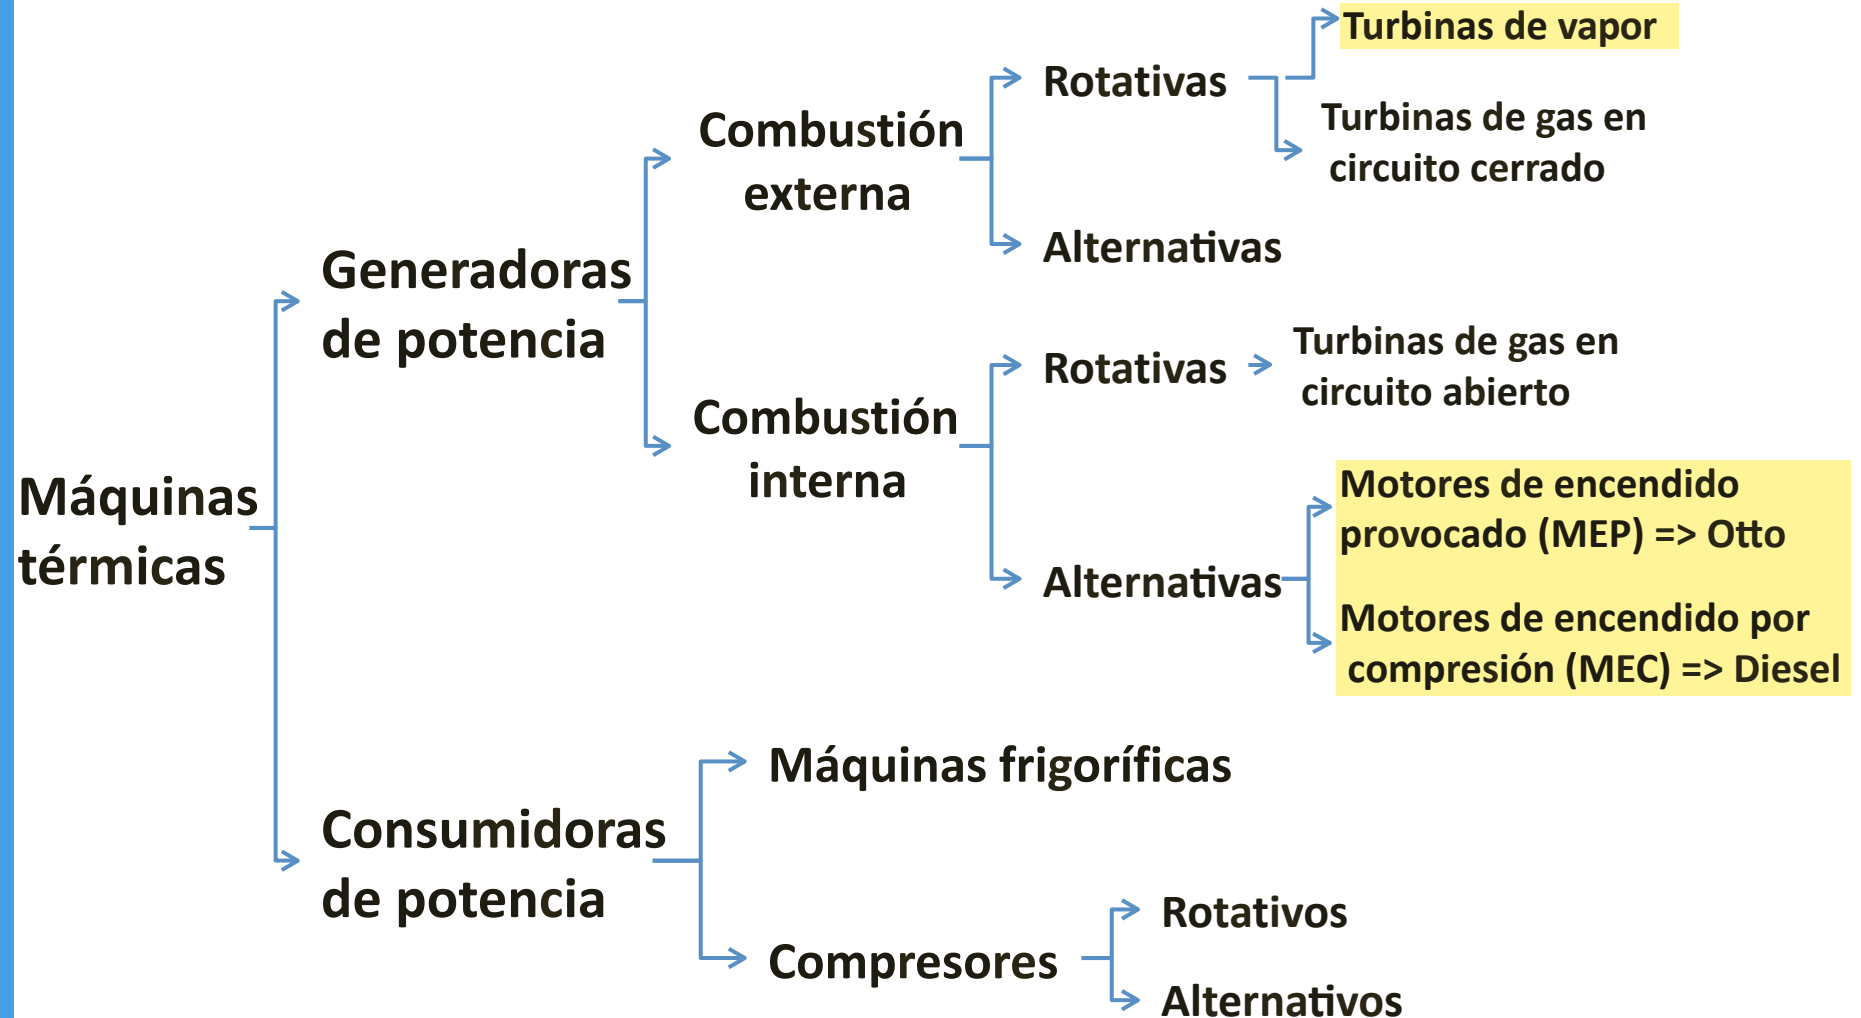 Turbinas de vapor
Rotativas
Turbinas de gas en
circuito cerrado
Combustión
externa
Alternativas
Generadoras
de potencia
Turbinas de gas en
circuito abierto
Rotativas
Combustión
interna
Motores de encendido
provocado (MEP) => Otto
Alternativas
Motores de encendido por
compresión (MEC) => Diesel
Máquinas
térmicas
Máquinas frigoríficas
Consumidoras
de potencia
Rotativos
Compresores
Alternativos